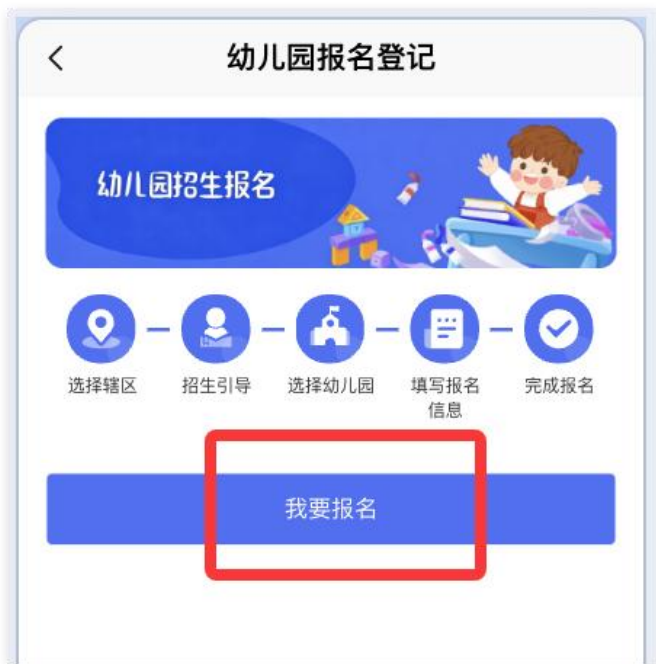 幼儿园报名登记
幼儿园招生报名
选择辖区
招生引导
选择幼儿园
填写报名
信息
完成报名
我要报名